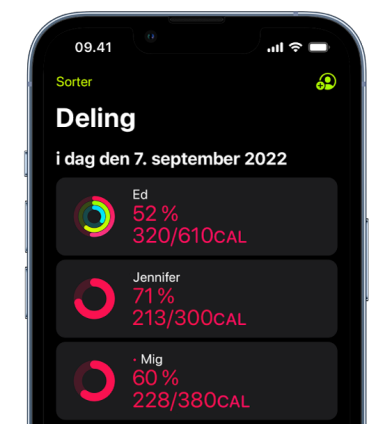 09.41
Sorter
Deling
i dag den 7. september 2022
Ed
52 %
320/610CAL
Jennifer
71 %
213/300CAL
· Mig
60 %
228/380CAL